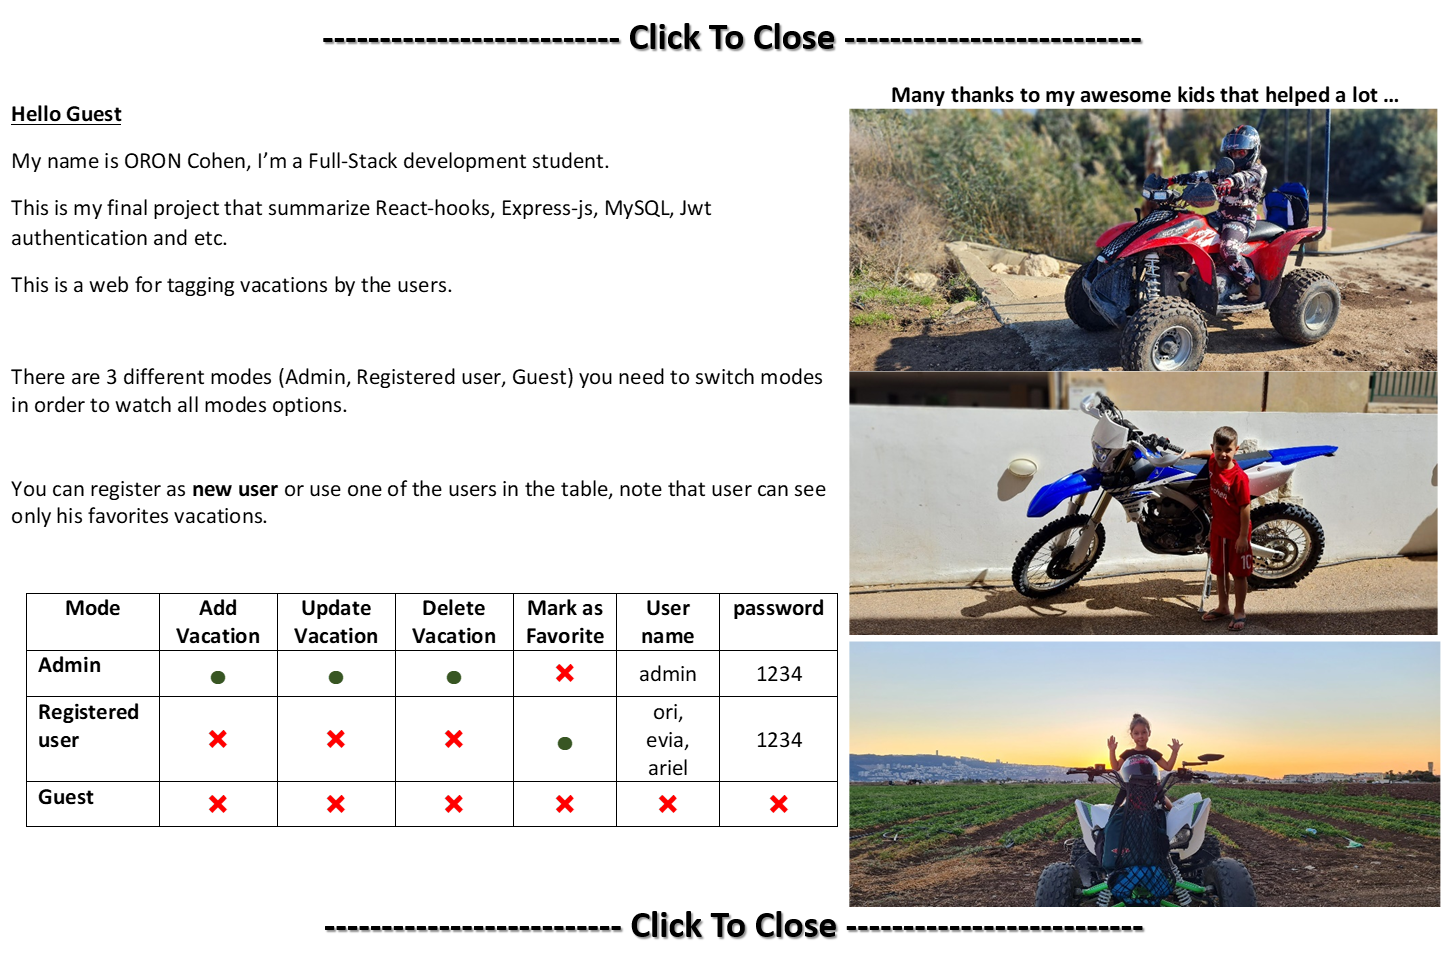 -------------------------- Click To Close --------------------------
Many thanks to my awesome kids that helped a lot ...
Hello Guest
My name is ORON Cohen, I’m a Full-Stack development student.
This is my final project that summarize React-hooks, Express-js, MySQL, Jwt
authentication and etc.
This is a web for tagging vacations by the users.
There are 3 different modes (Admin, Registered user, Guest) you need to switch modes
in order to watch all modes options.
You can register as new user or use one of the users in the table, note that user can see
only his favorites vacations.
Mode Add Update Delete Mark as User password
Vacation Vacation Vacation Favorite name
Admin ● ● ● ✖ admin 1234
Registered ori,
user ✖ ✖ ✖ ● evia, 1234
ariel
Guest ✖ ✖ ✖ ✖ ✖ ✖
10
-------------------------- Click To Close --------------------------